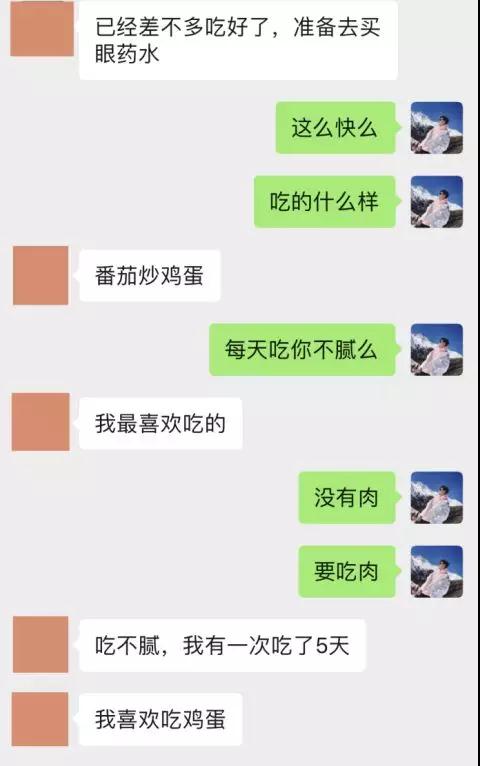 已经差不多吃好了，准备去买
眼药水
这么快么
吃的什么样
番茄炒鸡蛋
每天吃你不腻么
我最喜欢吃的
没有肉
要吃肉
吃不腻，我有一次吃了5天
我喜欢吃鸡蛋